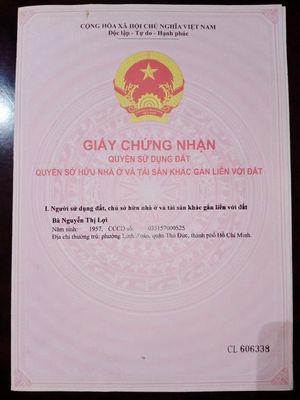 CỘNG HÒA XÃ HỘI CHỦ NGHĨA VIỆT NAM
Độc lập - Tự do - Hạnh phúc
GIẤY CHỨNG NHẬN
QUYỀN SỬ DỤNG ĐẤT
QUYỀN SỞ HỮU NHÀ Ở VÀ TÀI SẢN KHÁC GẮN LIỀN VỚI ĐẤT
I. Người sử dụng đất, chủ sở hữu nhà ở và tài sản khác gắn liền với đất
Bà Nguyễn Thị Lợi
Năm sinh: 1957, CCCD số: 035157000525
Địa chỉ thường trú: phường Linh Xuân, quận Thủ Đức, thành phố Hồ Chí Minh.
CL 606338